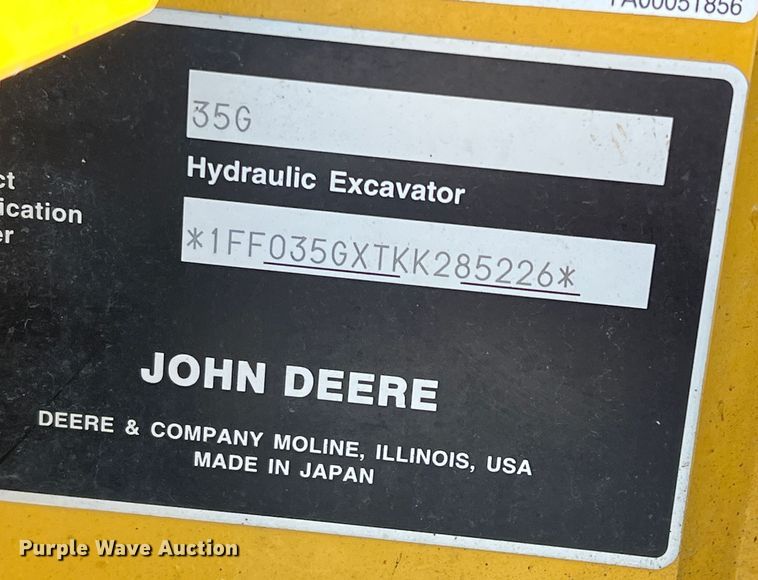 FA00051856
35G
Hydraulic Excavator
ct
ication
er
*1FF035GXTKK285226*
JOHN DEERE
DEERE & COMPANY MOLINE, ILLINOIS, USA
MADE IN JAPAN
Purple Wave Auction